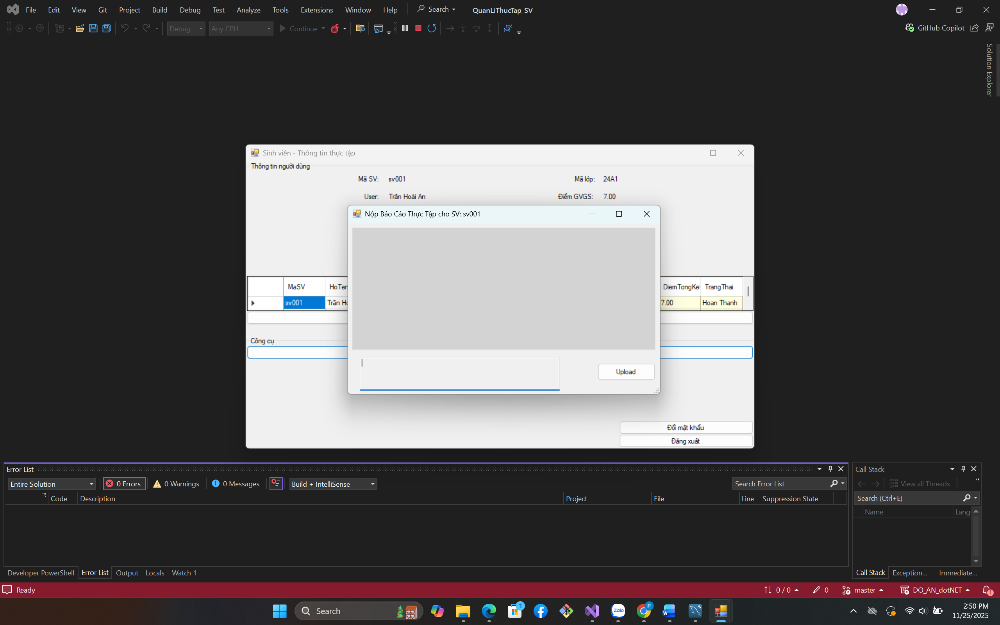 File Edit View Git Project Build Debug Test Analyze Tools Extensions Window Help Search QuanLiThucTap_SV
Debug Any CPU Continue GitHub Copilot
Solution Explorer
Sinh viên - Thông tin thực tập
Thông tin người dùng
Mã SV: sv001 Mã lớp: 24A1
User: Trần Hoài An Điểm GVGS: 7.00
Nộp Báo Cáo Thực Tập cho SV: sv001
MaSV HoTen DiemTongKe TrangThai
sv001 Trần Ho 7.00 Hoan Thanh
Công cụ
Upload
Đổi mật khẩu
Đăng xuất
Error List
Entire Solution 0 Errors 0 Warnings 0 Messages Build + IntelliSense Search Error List
Code Description Project File Line Suppression State
Call Stack
View all Threads
Search (Ctrl+E)
Name Lang
Developer PowerShell Error List Output Locals Watch 1
Call Stack Exception... Immediate...
Ready 0 / 0 0 master DO_AN_dotNET 1
Search 1 Zalo P W 2:50 PM
11/25/2025